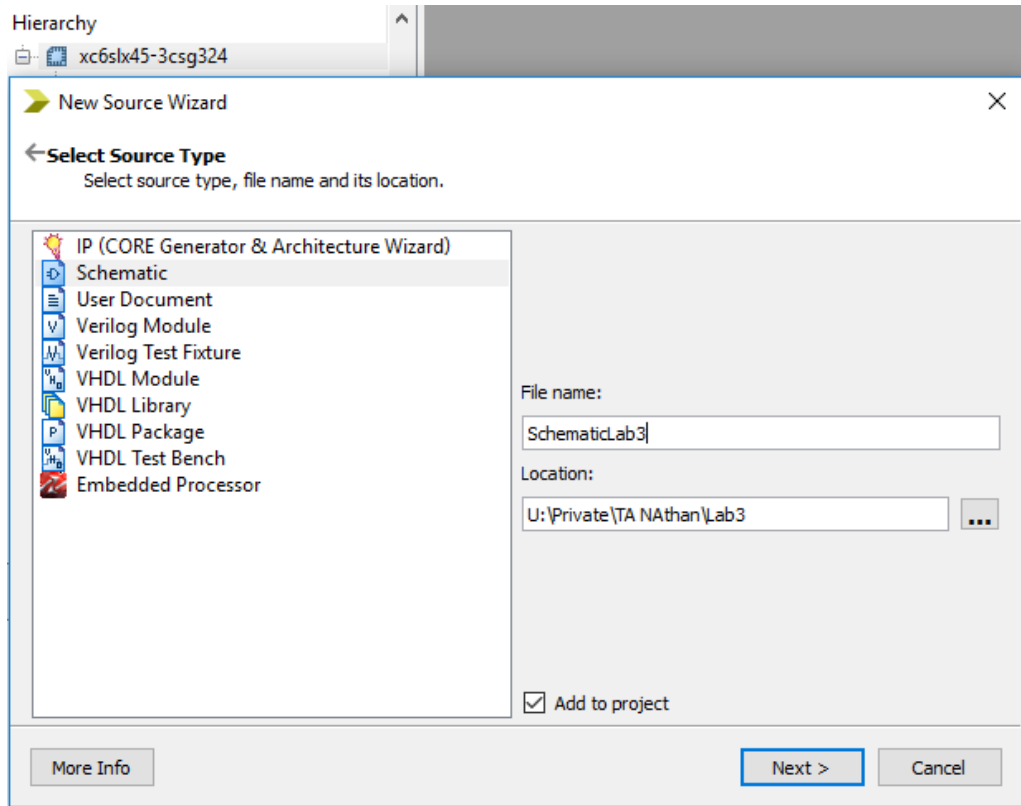 Hierarchy
xc6slx45-3csg324
New Source Wizard
Select Source Type
Select source type, file name and its location.
IP (CORE Generator & Architecture Wizard)
Schematic
User Document
Verilog Module
Verilog Test Fixture
VHDL Module
VHDL Library
VHDL Package
VHDL Test Bench
Embedded Processor
File name:
SchematicLab3
Location:
U:\Private\TA NAthan\Lab3
...
Add to project
More Info
Next >
Cancel